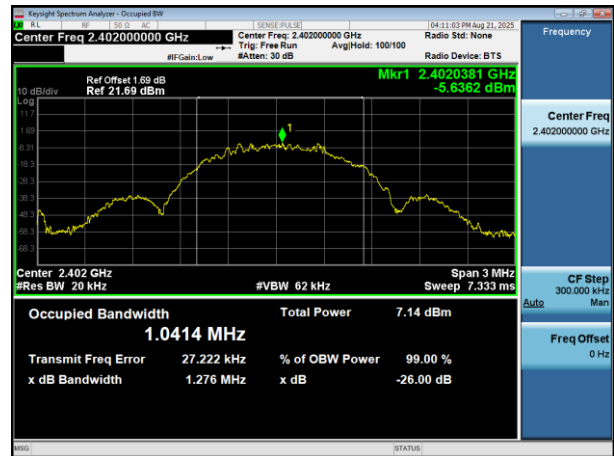 Keysight Spectrum Analyzer - Occupied BW
RL RF 50 Ω AC SENSE:PULSE 04:11:03 PM Aug 21, 2025
Center Freq 2.402000000 GHz Center Freq: 2.402000000 GHz Radio Std: None Frequency
Trig: Free Run Avg|Hold: 100/100
#IFGain:Low #Atten: 30 dB Radio Device: BTS
Ref Offset 1.69 dB Mkr1 2.4020381 GHz
10 dB/div Ref 21.69 dBm -5.6362 dBm
Log
11.7
1.69
-8.31
-18.3
-28.3
-38.3
-48.3
-58.3
-68.3
1
Center Freq
2.402000000 GHz
Center 2.402 GHz Span 3 MHz
#Res BW 20 kHz #VBW 62 kHz Sweep 7.333 ms
CF Step
300.000 kHz
Auto Man
Occupied Bandwidth Total Power 7.14 dBm
1.0414 MHz
Freq Offset
0 Hz
Transmit Freq Error 27.222 kHz % of OBW Power 99.00 %
x dB Bandwidth 1.276 MHz x dB -26.00 dB
MSG STATUS